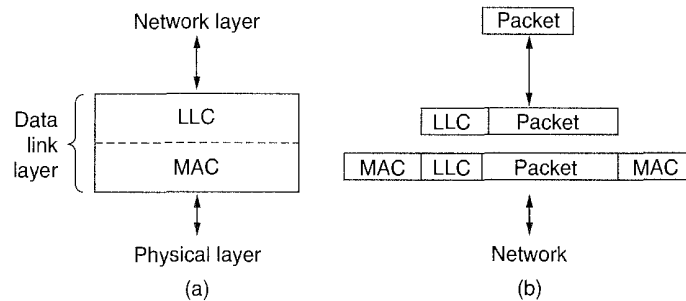 Network layer
Packet
Data
link
layer
LLC
MAC
LLC Packet
MAC LLC Packet MAC
Physical layer
Network
(a)
(b)